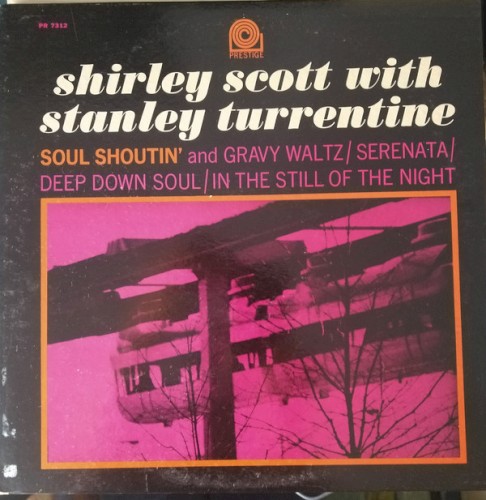 PR 7312
PRESTIGE
shirley scott with
stanley turrentine
SOUL SHOUTIN' and GRAVY WALTZ/SERENATA/
DEEP DOWN SOUL/IN THE STILL OF THE NIGHT